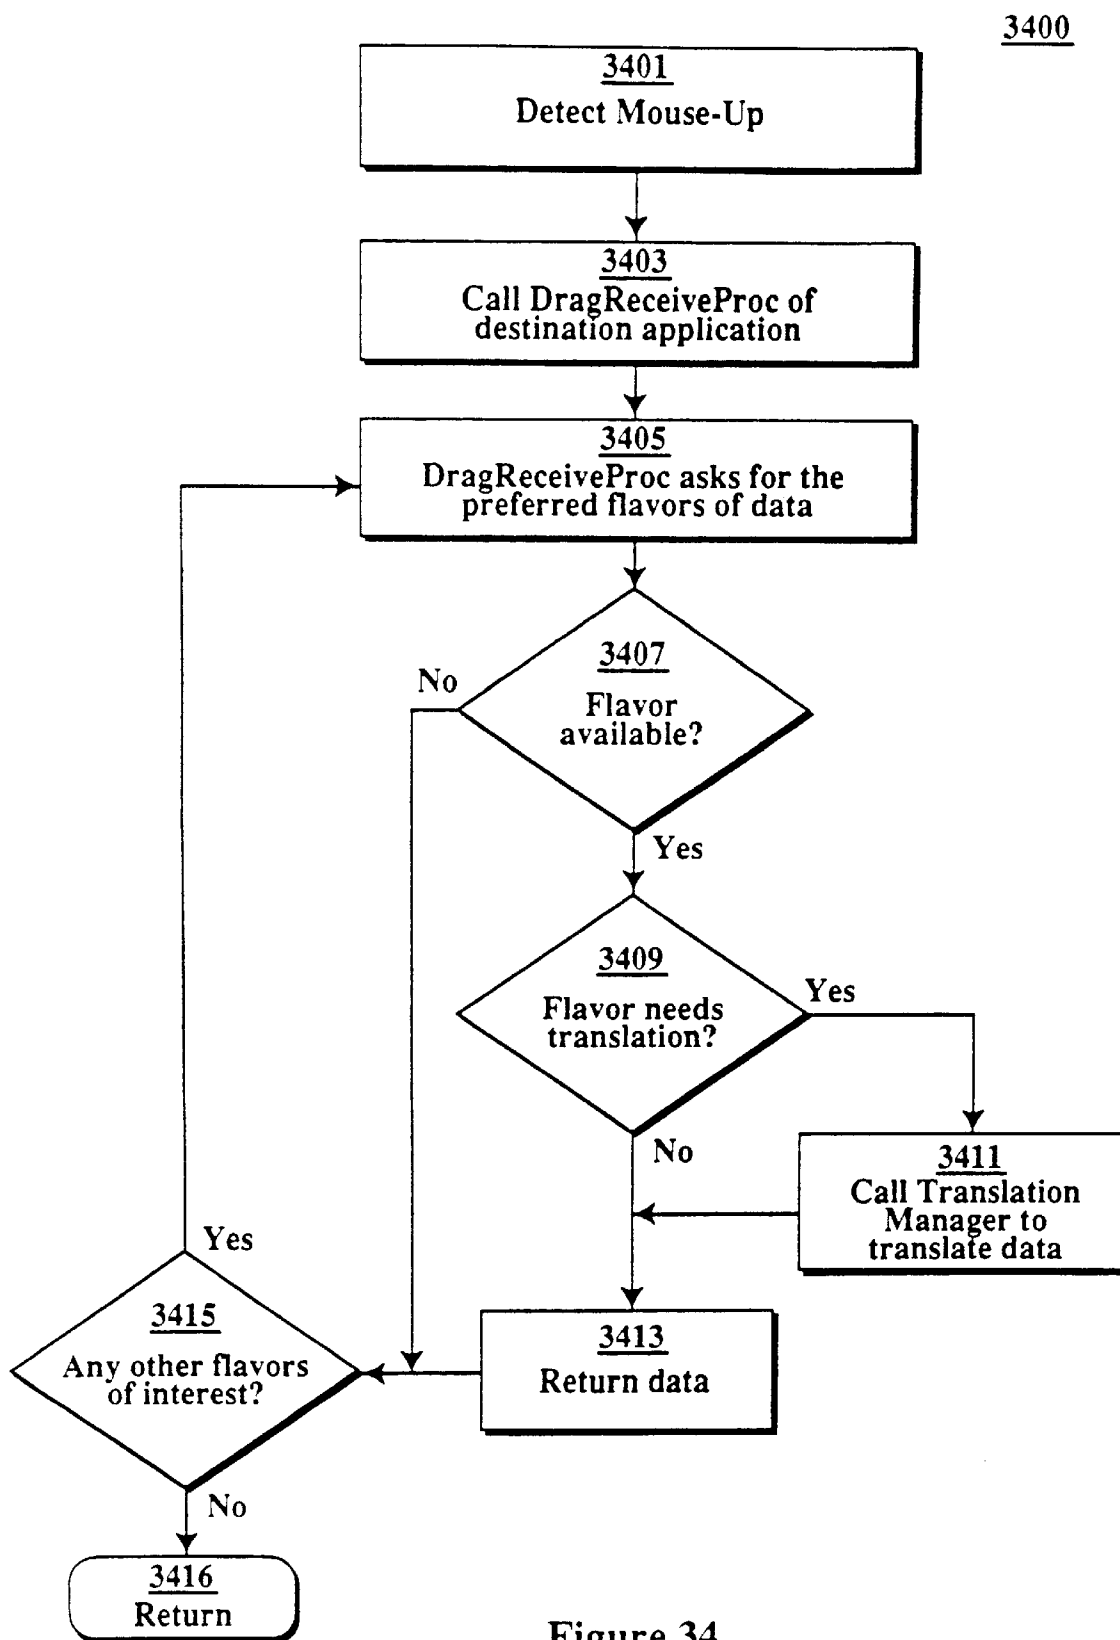 3400
3401
Detect Mouse-Up
3403
Call DragReceiveProc of
destination application
3405
DragReceiveProc asks for the
preferred flavors of data
3407
No
Flavor
available?
Yes
3409
Yes
Flavor needs
translation?
No
3411
Call Translation
Manager to
translate data
Yes
3415
Any other flavors
of interest?
3413
Return data
No
3416
Return
Figure 34